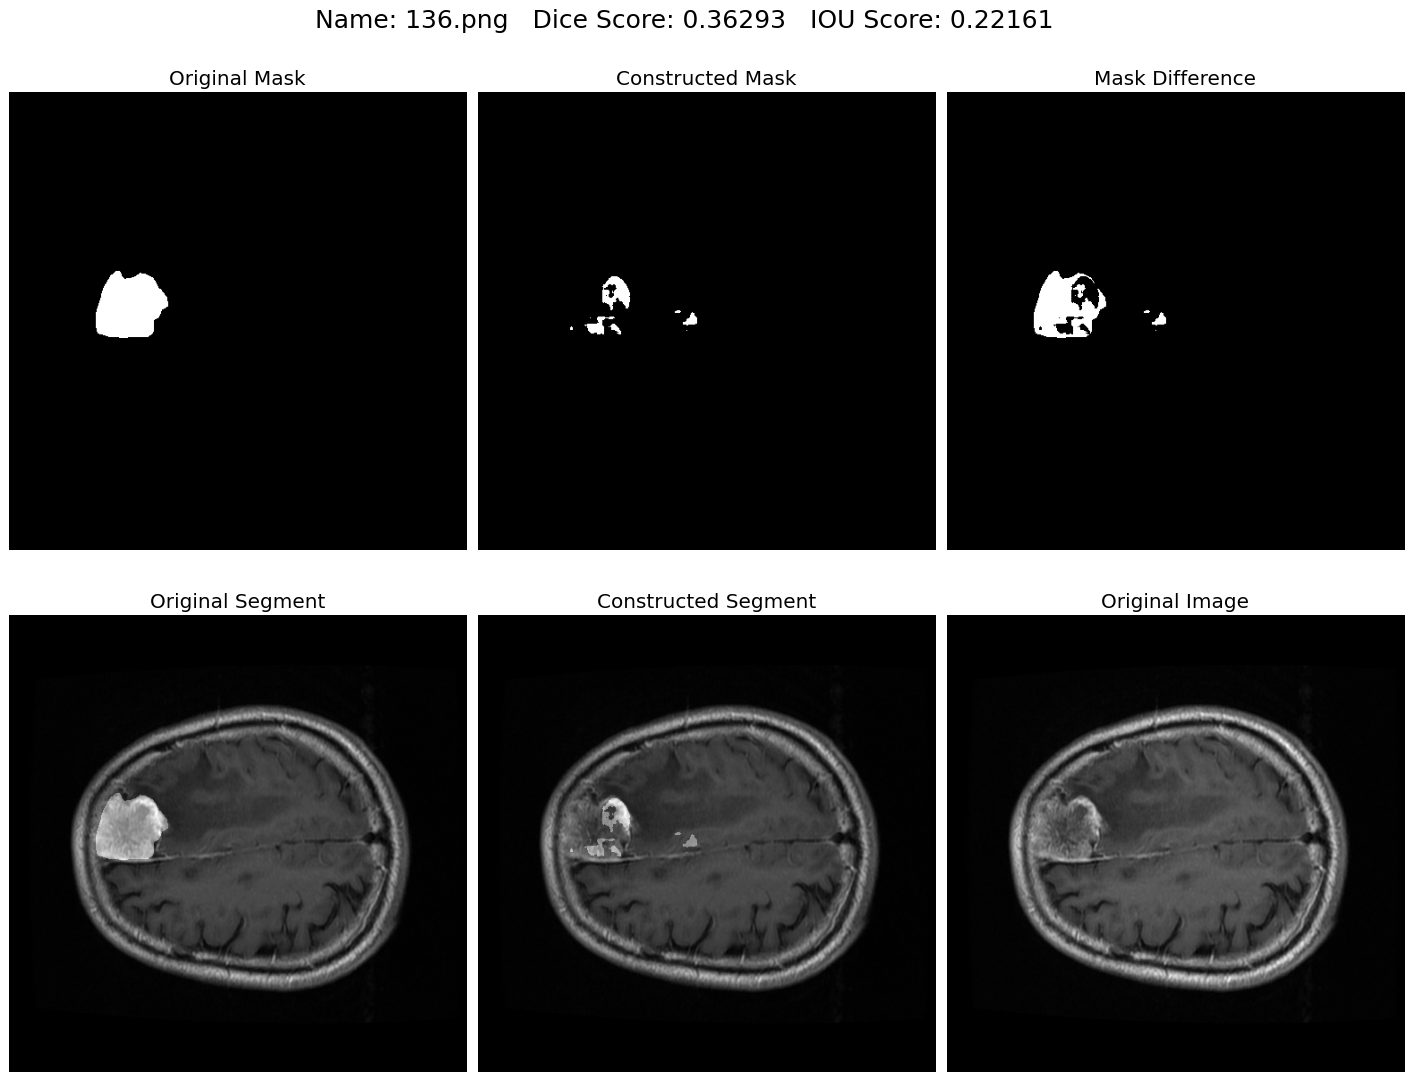 Name: 136.png   Dice Score: 0.36293   IOU Score: 0.22161
Original Mask
Constructed Mask
Mask Difference
Original Segment
Constructed Segment
Original Image